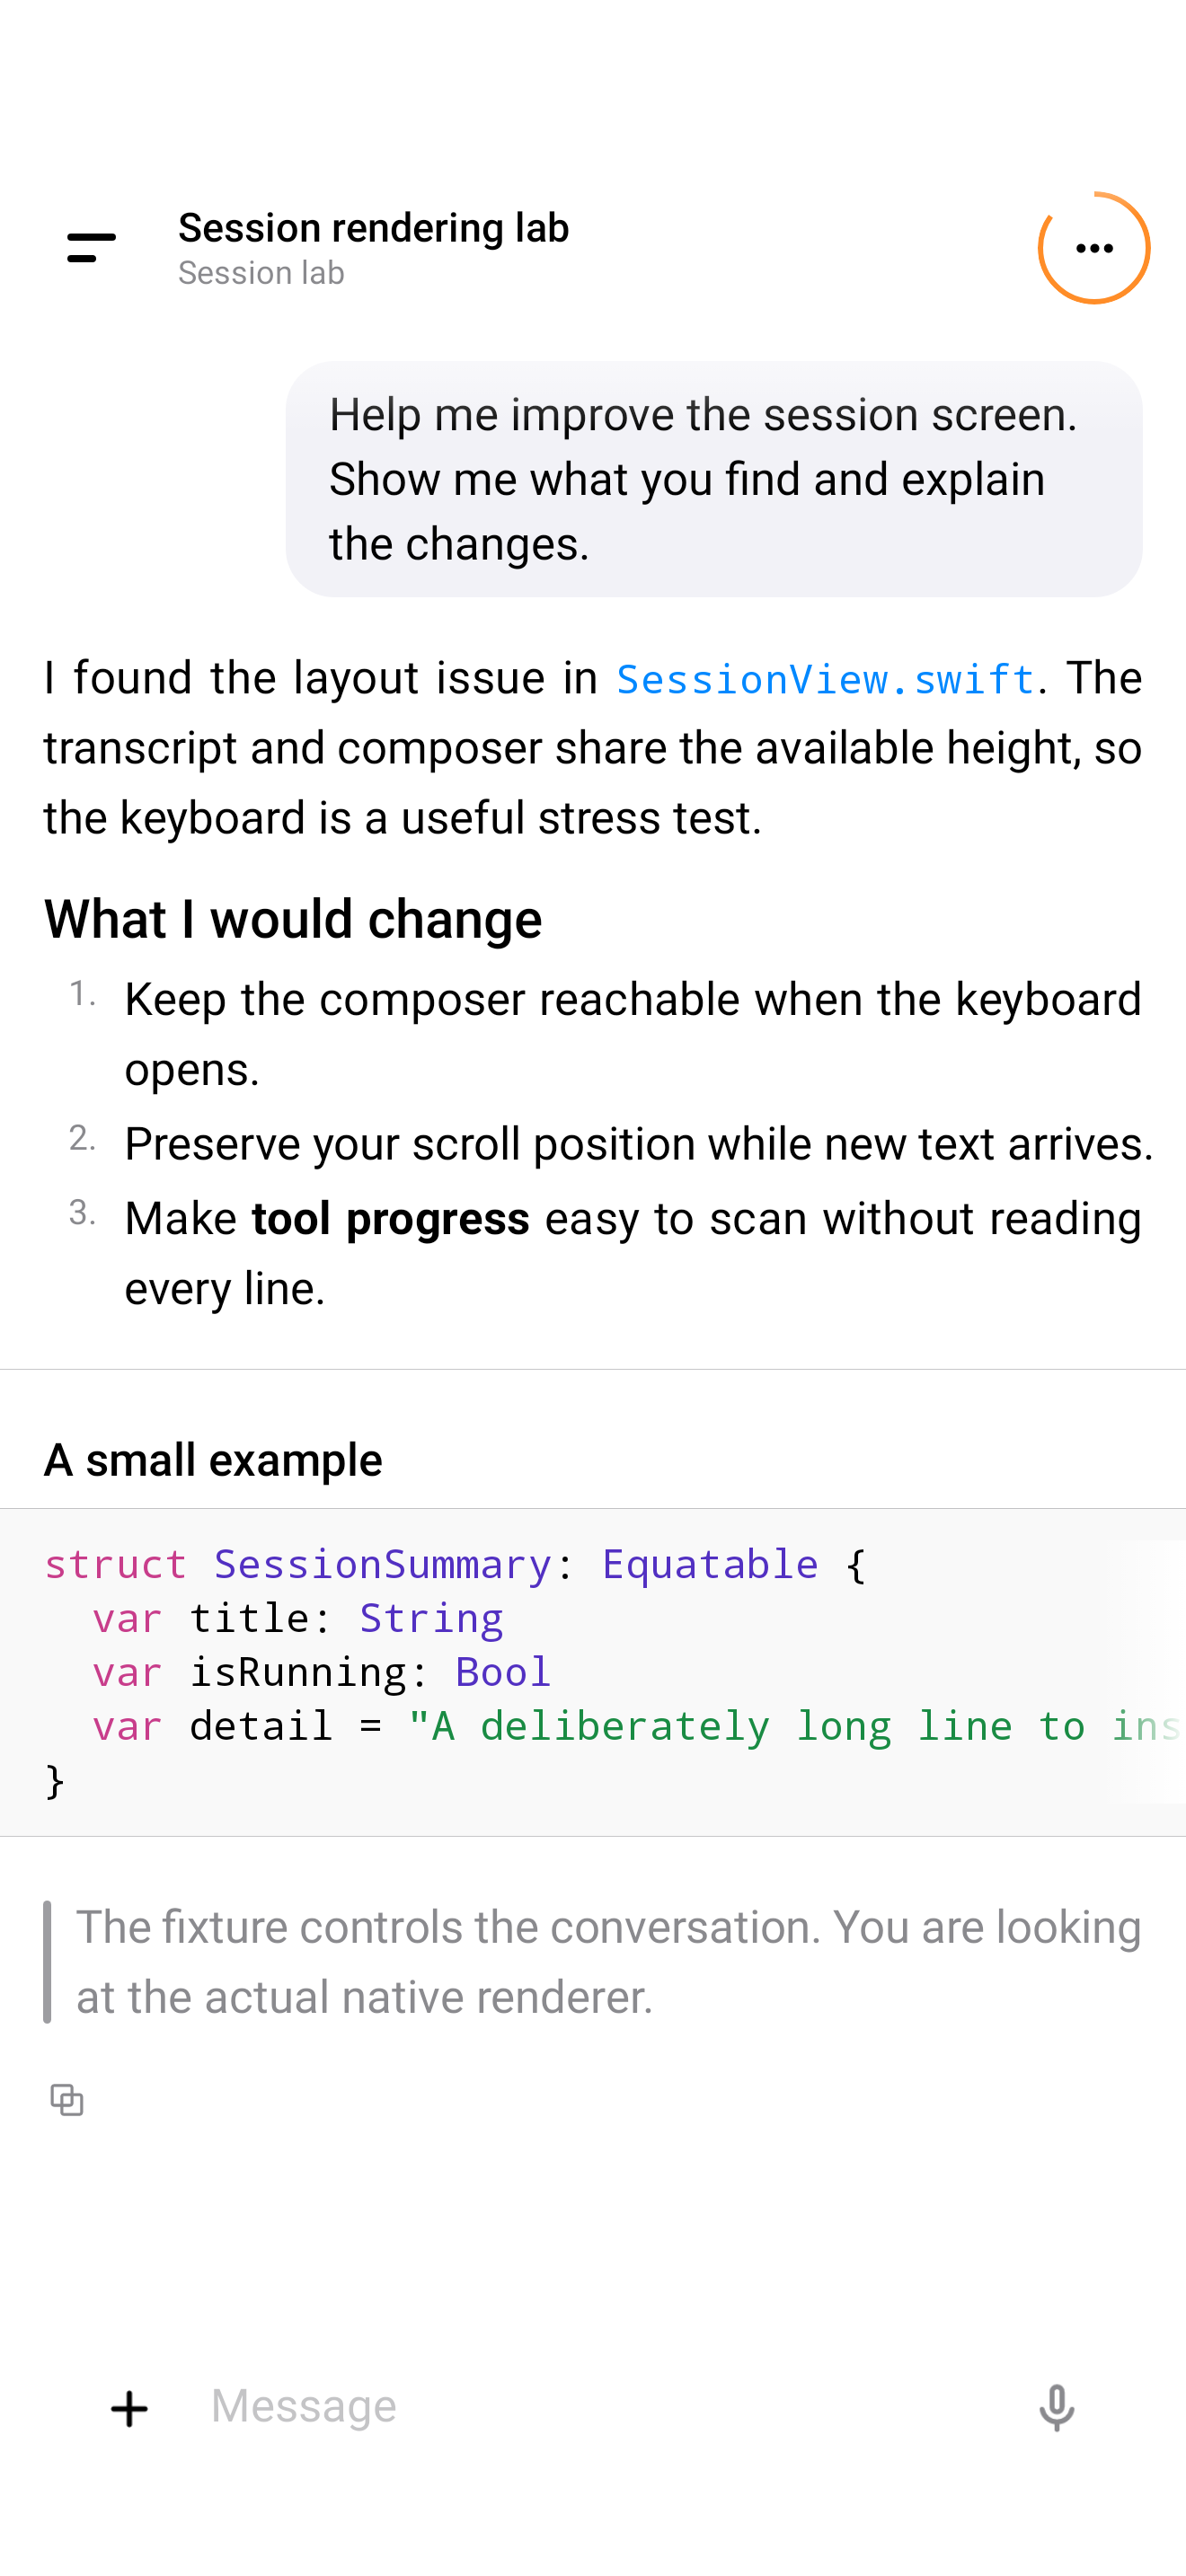 Session rendering lab
Session lab
Help me improve the session screen.
Show me what you find and explain
the changes.
I found the layout issue in SessionView.swift. The
transcript and composer share the available height, so
the keyboard is a useful stress test.
What I would change
1. Keep the composer reachable when the keyboard
opens.
2. Preserve your scroll position while new text arrives.
3. Make tool progress easy to scan without reading
every line.
A small example
struct SessionSummary: Equatable {
  var title: String
  var isRunning: Bool
  var detail = "A deliberately long line to ins
}
The fixture controls the conversation. You are looking
at the actual native renderer.
Message